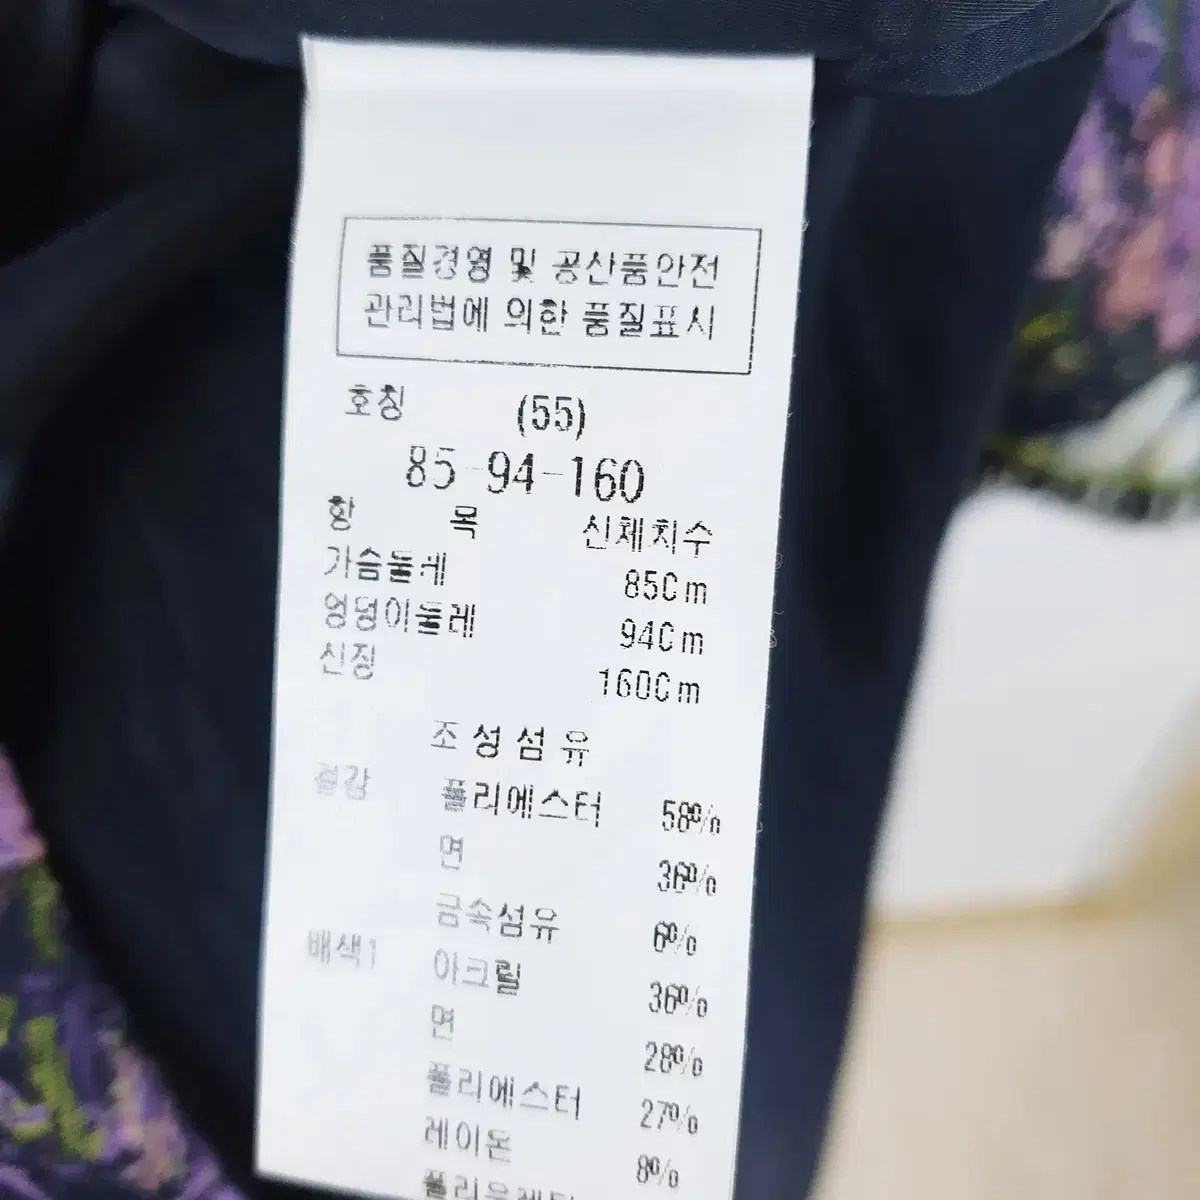 품질경영 및 공산품안전
관리법에 의한 품질표시
호칭 (55)
85-94-160
항 목 신체치수
가슴둘레 85Cm
엉덩이둘레 94Cm
신장 160Cm
조성섬유
겉감 폴리에스터 58%
면 36%
금속섬유 6%
배색1 아크릴 36%
면 28%
폴리에스터 27%
레이온 8%